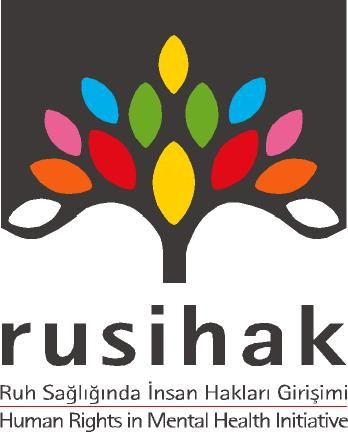 rusihak
Ruh Sağlığında İnsan Hakları Girişimi
Human Rights in Mental Health Initiative